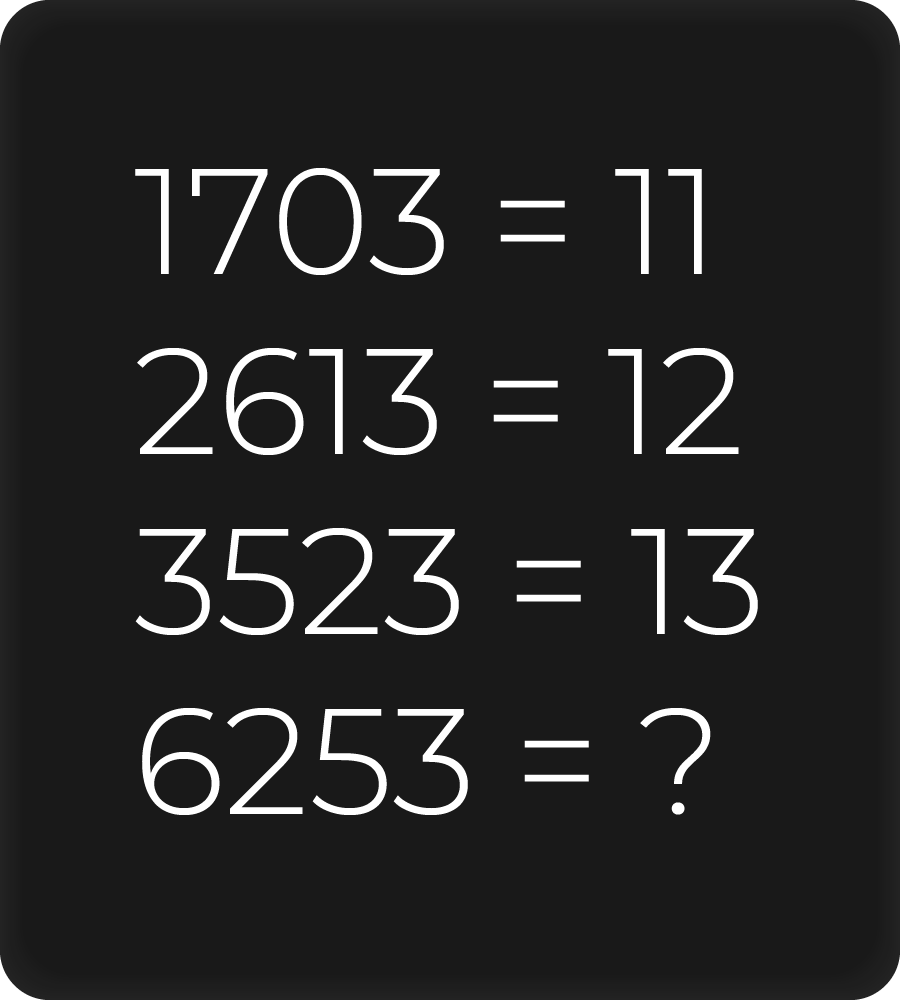 1703 = 11
2613 = 12
3523 = 13
6253 = ?